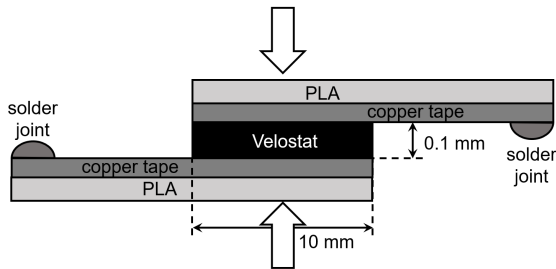 PLA
copper tape
solder
joint
Velostat
0.1 mm
solder
joint
copper tape
PLA
10 mm